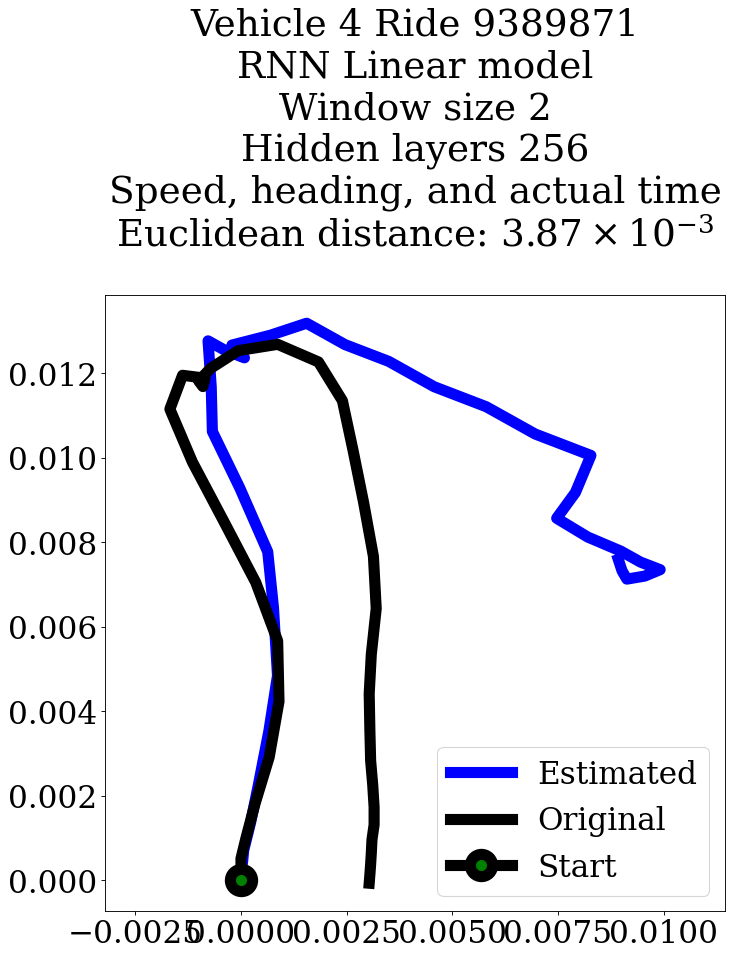 Vehicle 4 Ride 9389871
RNN Linear model
Window size 2
Hidden layers 256
Speed, heading, and actual time
Euclidean distance: 3.87 × 10⁻³
0.012
0.010
0.008
0.006
0.004
0.002
0.000
Estimated
Original
Start
−0.0025 0.0000 0.0025 0.0050 0.0075 0.0100